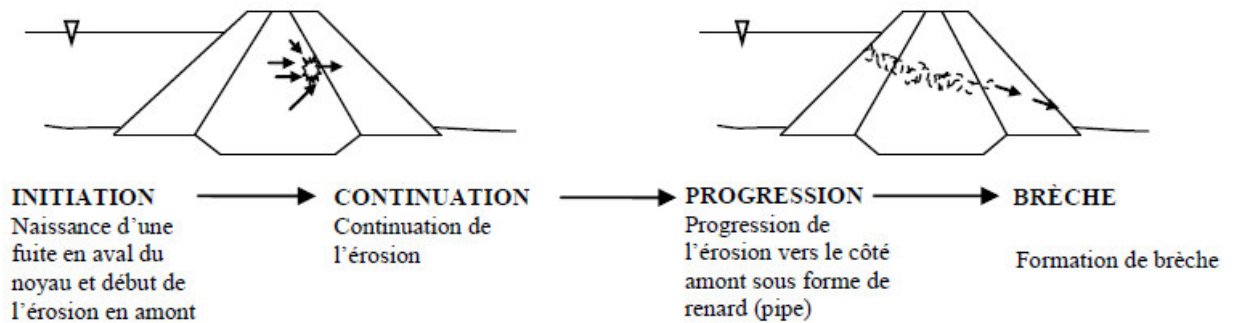 INITIATION
Naissance d'une
fuite en aval du
noyau et début de
l'érosion en amont
CONTINUATION
Continuation de
l'érosion
PROGRESSION
Progression de
l'érosion vers le côté
amont sous forme de
renard (pipe)
BRÈCHE
Formation de brèche